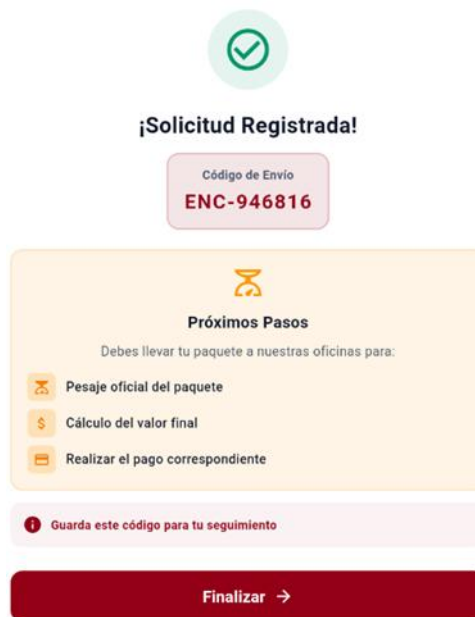 ¡Solicitud Registrada!
Código de Envío
ENC-946816
Próximos Pasos
Debes llevar tu paquete a nuestras oficinas para:
Pesaje oficial del paquete
$ Cálculo del valor final
Realizar el pago correspondiente
Guarda este código para tu seguimiento
Finalizar →